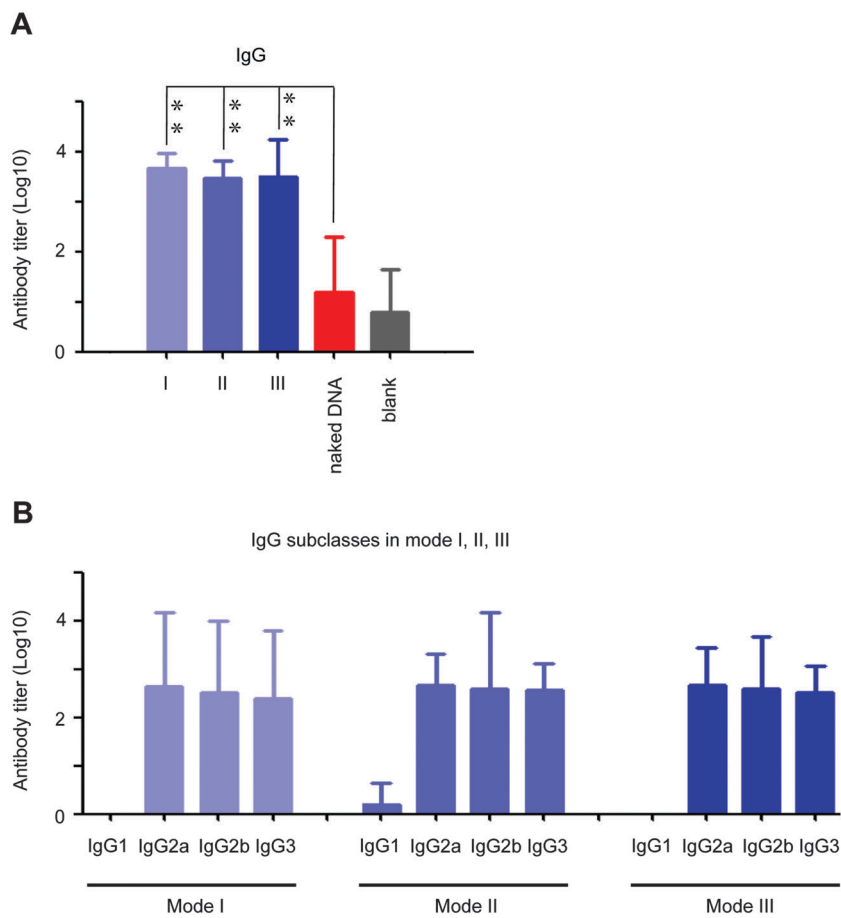 A
IgG
** ** **
Antibody titer (Log10)
4
2
0
I II III naked DNA blank
B
IgG subclasses in mode I, II, III
Antibody titer (Log10)
4
2
0
IgG1 IgG2a IgG2b IgG3 IgG1 IgG2a IgG2b IgG3 IgG1 IgG2a IgG2b IgG3
Mode I Mode II Mode III